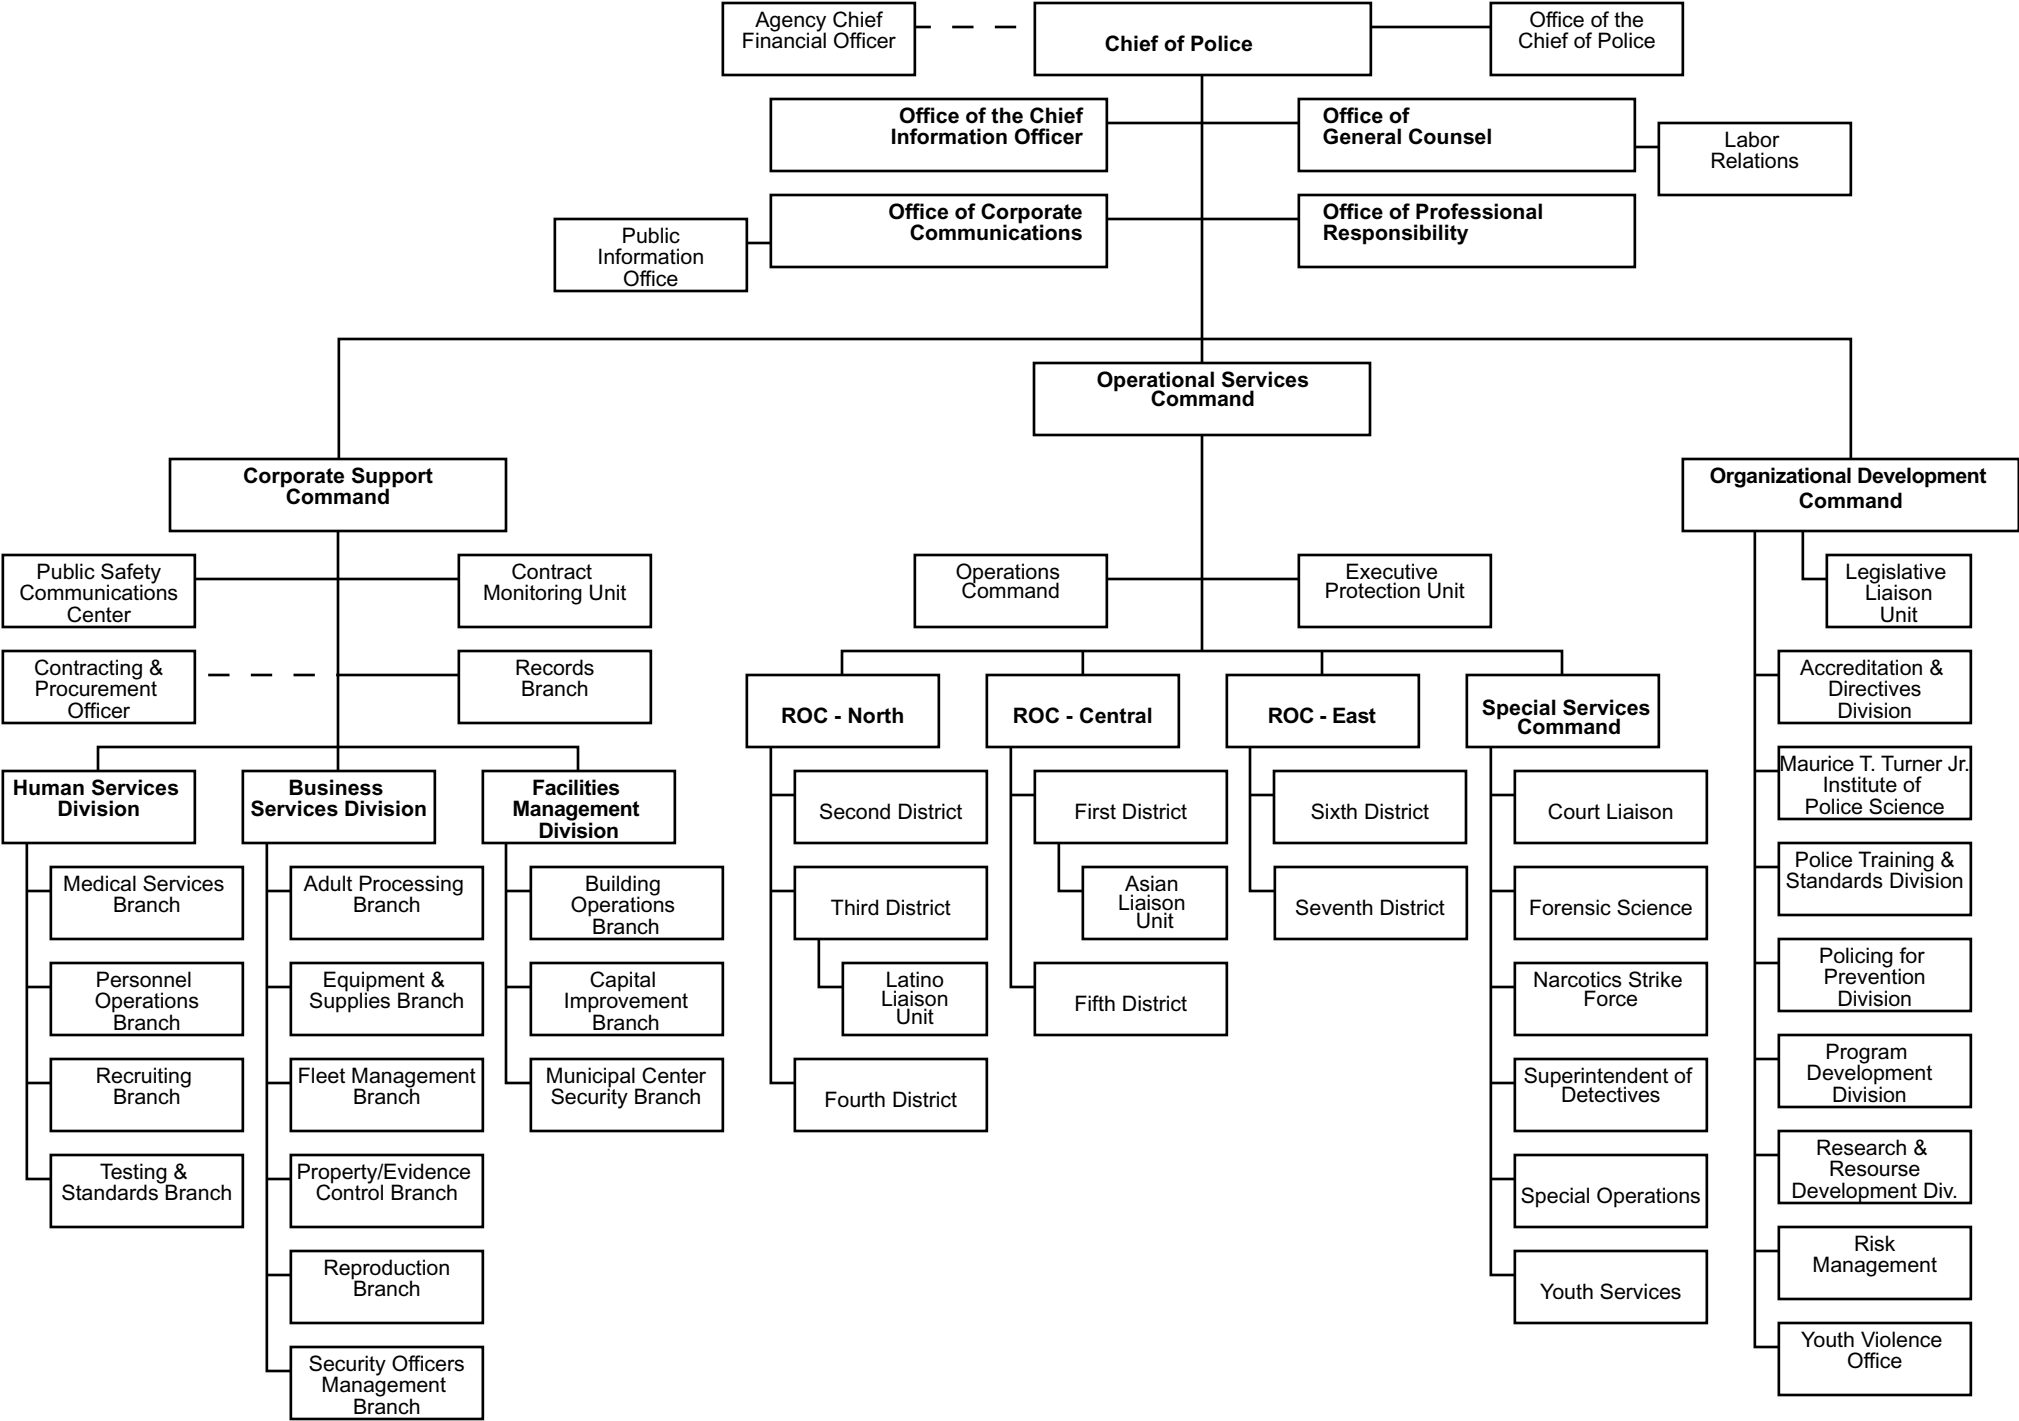 Agency Chief
Financial Officer
Chief of Police
Office of the
Chief of Police
Office of the Chief
Information Officer
Office of
General Counsel
Labor
Relations
Office of Corporate
Communications
Office of Professional
Responsibility
Public
Information
Office
Operational Services
Command
Corporate Support
Command
Organizational Development
Command
Public Safety
Communications
Center
Contract
Monitoring Unit
Operations
Command
Executive
Protection Unit
Legislative
Liaison
Unit
Contracting &
Procurement
Officer
Records
Branch
ROC - North
ROC - Central
ROC - East
Special Services
Command
Accreditation &
Directives
Division
Human Services
Division
Business
Services Division
Facilities
Management
Division
Second District
First District
Sixth District
Court Liaison
Maurice T. Turner Jr.
Institute of
Police Science
Medical Services
Branch
Adult Processing
Branch
Building
Operations
Branch
Third District
Asian
Liaison
Unit
Seventh District
Forensic Science
Police Training &
Standards Division
Personnel
Operations
Branch
Equipment &
Supplies Branch
Capital
Improvement
Branch
Latino
Liaison
Unit
Fifth District
Narcotics Strike
Force
Policing for
Prevention
Division
Recruiting
Branch
Fleet Management
Branch
Municipal Center
Security Branch
Fourth District
Superintendent of
Detectives
Program
Development
Division
Testing &
Standards Branch
Property/Evidence
Control Branch
Special Operations
Research &
Resourse
Development Div.
Reproduction
Branch
Youth Services
Risk
Management
Security Officers
Management
Branch
Youth Violence
Office